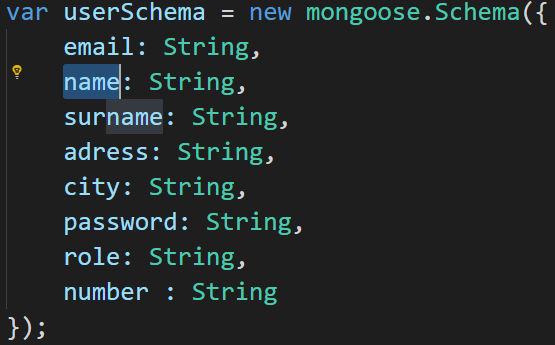 var userSchema = new mongoose.Schema({
email: String,
name: String,
surname: String,
adress: String,
city: String,
password: String,
role: String,
number : String
});